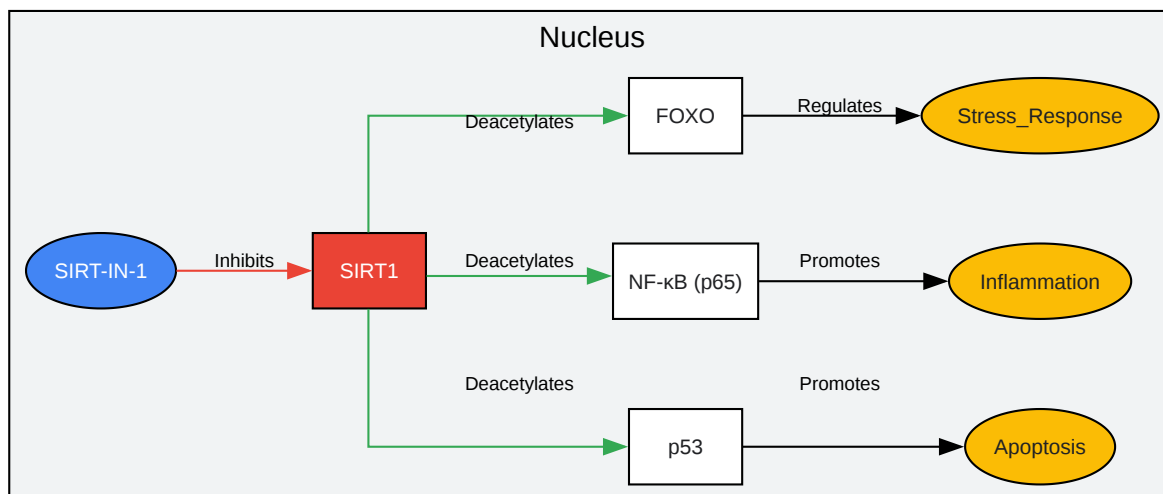 Nucleus
FOXO
Regulates
Stress_Response
Deacetylates
SIRT-IN-1
Inhibits
SIRT1
Deacetylates
NF-κB (p65)
Promotes
Inflammation
Deacetylates
Promotes
p53
Apoptosis